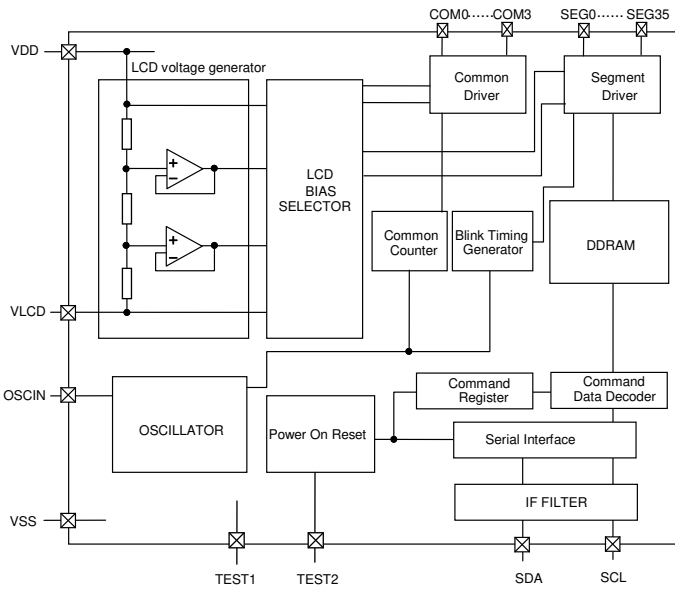 COM0……COM3 SEG0…… SEG35
VDD
LCD voltage generator
Common
Driver
Segment
Driver
+
−
LCD
BIAS
SELECTOR
Common
Counter
Blink Timing
Generator
DDRAM
+
−
VLCD
OSCIN
OSCILLATOR
Power On Reset
Command
Register
Command
Data Decoder
Serial Interface
IF FILTER
VSS
TEST1
TEST2
SDA
SCL